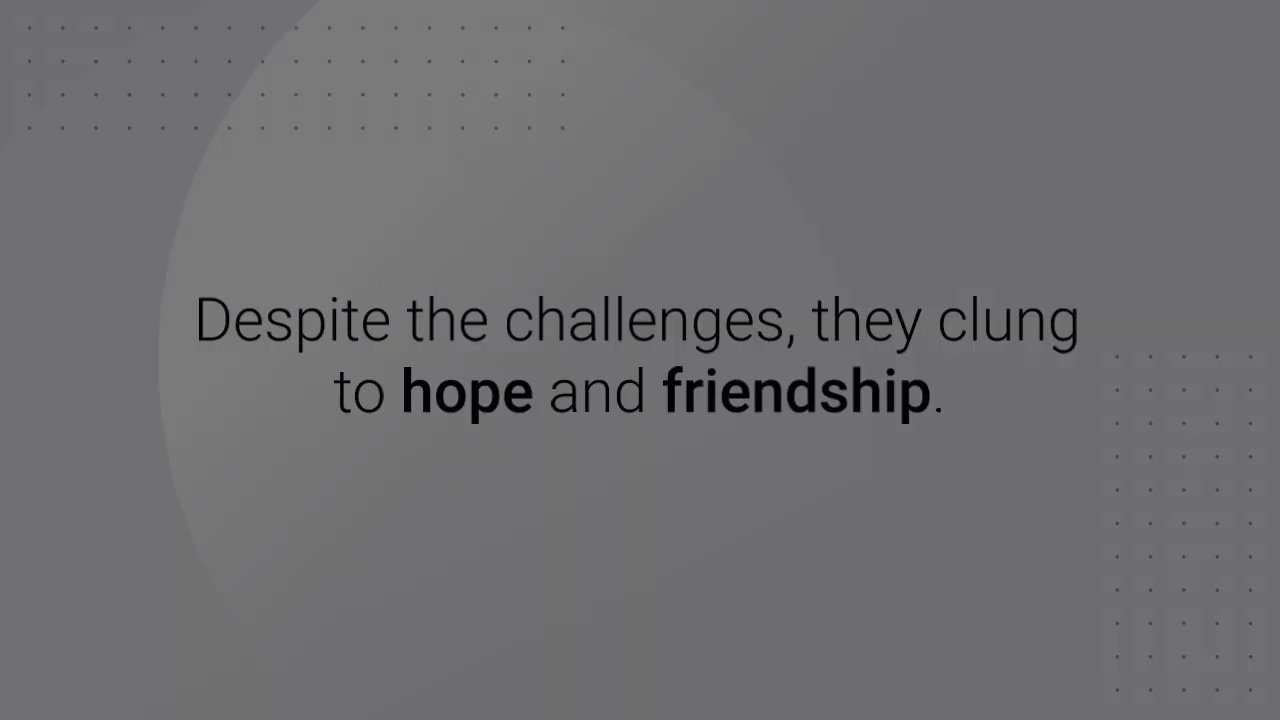 Despite the challenges, they clung
to hope and friendship.